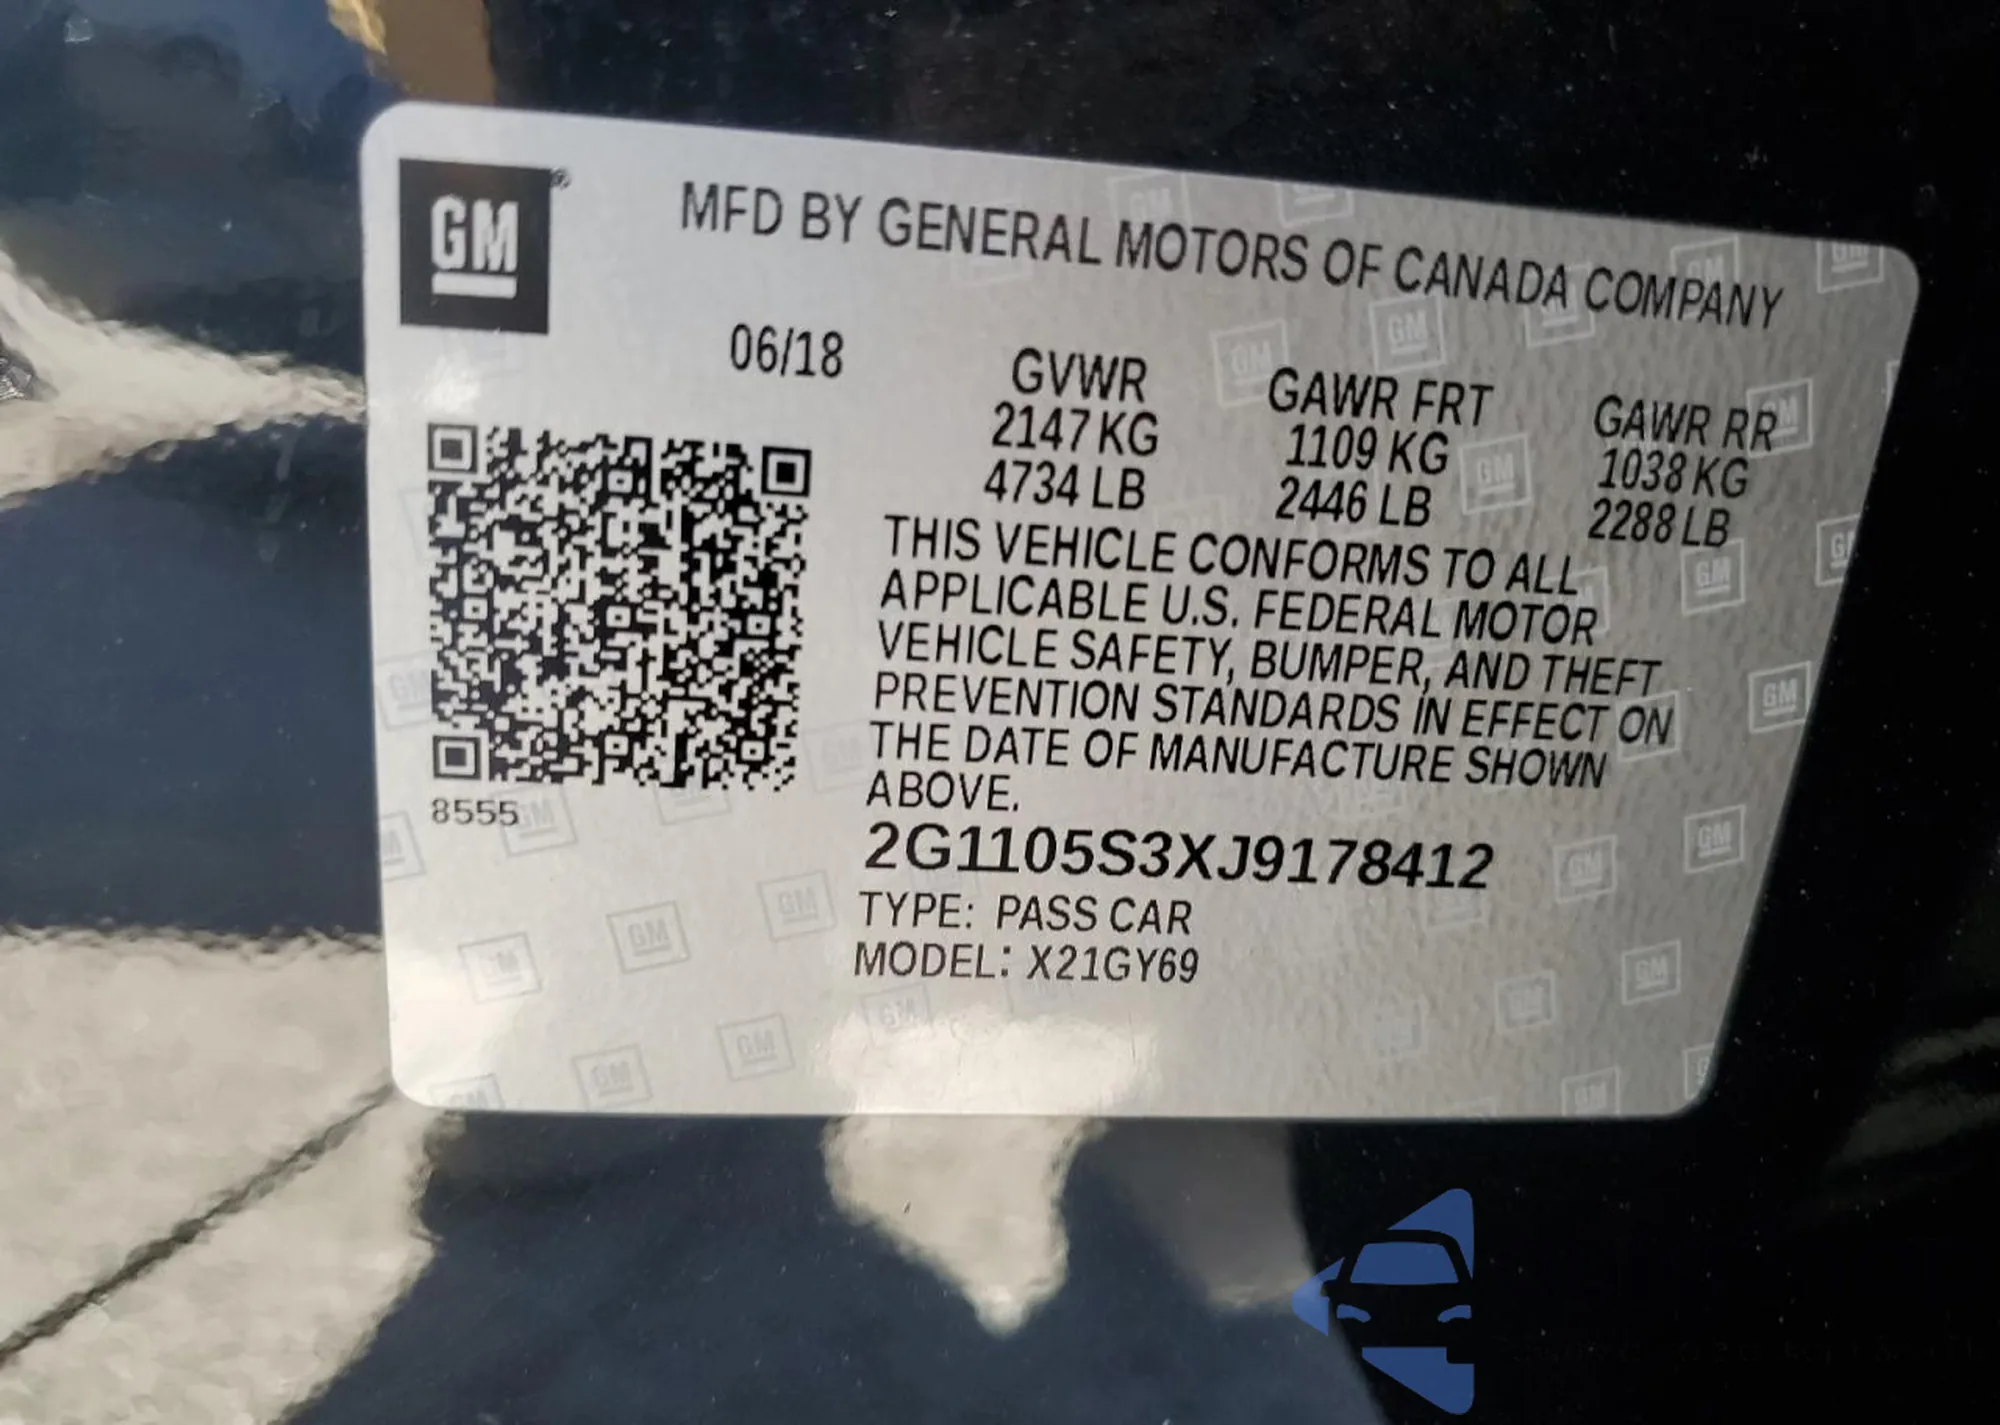 GM®
MFD BY GENERAL MOTORS OF CANADA COMPANY
06/18
GVWR
2147 KG
4734 LB
GAWR FRT
1109 KG
2446 LB
GAWR RR
1038 KG
2288 LB
THIS VEHICLE CONFORMS TO ALL
APPLICABLE U.S. FEDERAL MOTOR
VEHICLE SAFETY, BUMPER, AND THEFT
PREVENTION STANDARDS IN EFFECT ON
THE DATE OF MANUFACTURE SHOWN
ABOVE.
8555
2G1105S3XJ9178412
TYPE: PASS CAR
MODEL: X21GY69